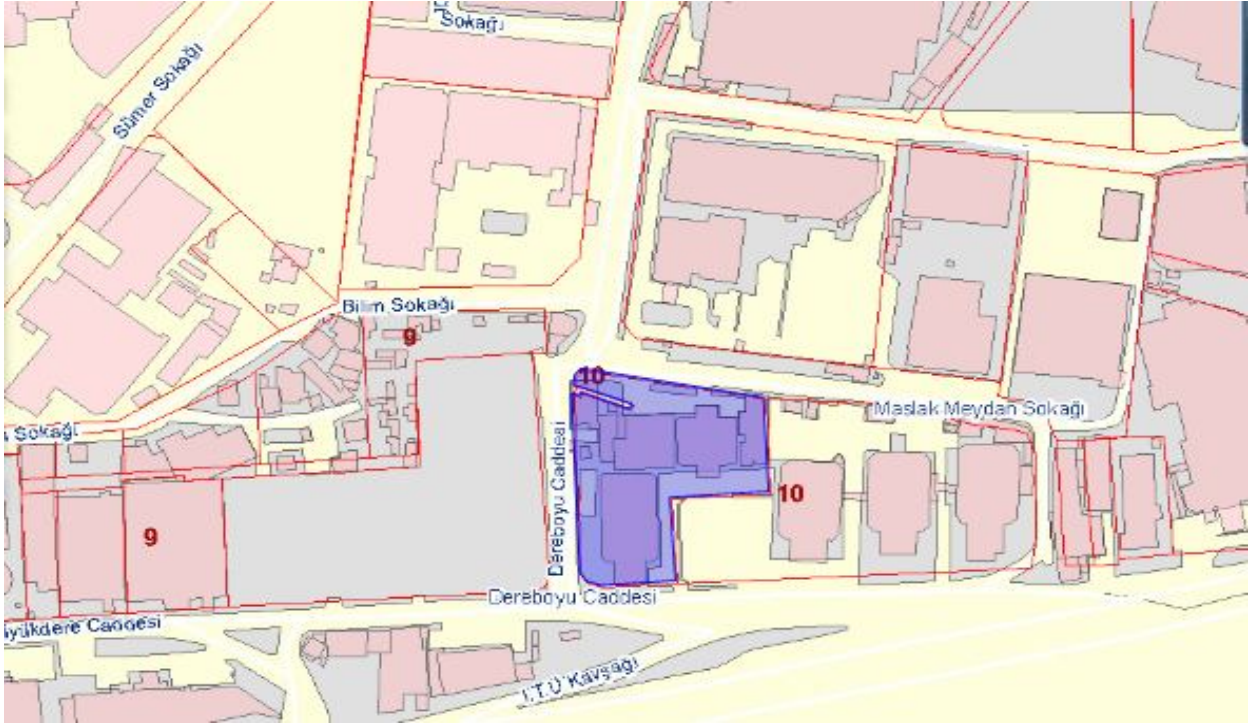 Sokağı
Sümer Sokağı
Bilim Sokağı
9
10
Maslak Meydan Sokağı
Sokağı
Dereboyu Caddesi
10
9
Dereboyu Caddesi
yükdere Caddesi
İ.T.Ü Kavşağı